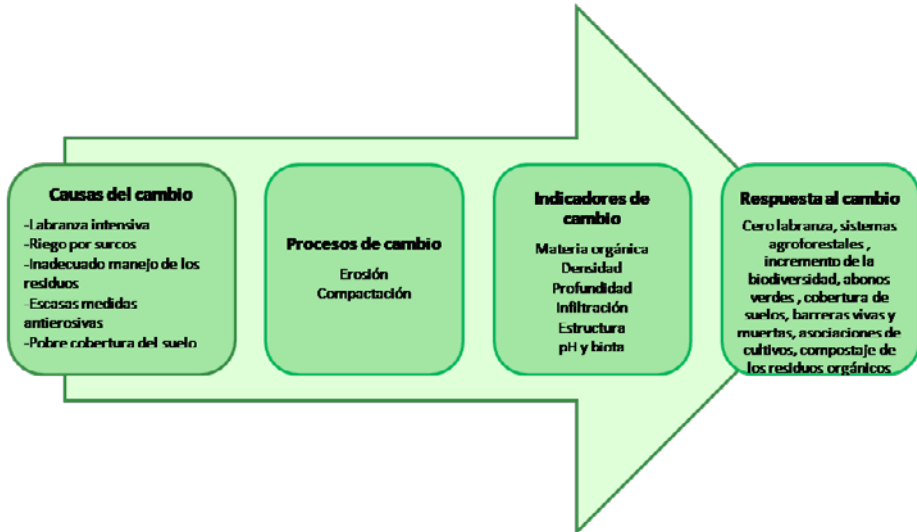 Causas del cambio
-Labranza intensiva
-Riego por surcos
-Inadecuado manejo de los
residuos
-Escasas medidas
antierosivas
-Pobre cobertura del suelo
Procesos de cambio
Erosión
Compactación
Indicadores de
cambio
Materia orgánica
Densidad
Profundidad
Infiltración
Estructura
pH y biota
Respuesta al cambio
Cero labranza, sistemas
agroforestales ,
incremento de la
biodiversidad, abonos
verdes , cobertura de
suelos, barreras vivas y
muertas, asociaciones de
cultivos, compostaje de
los residuos orgánicos